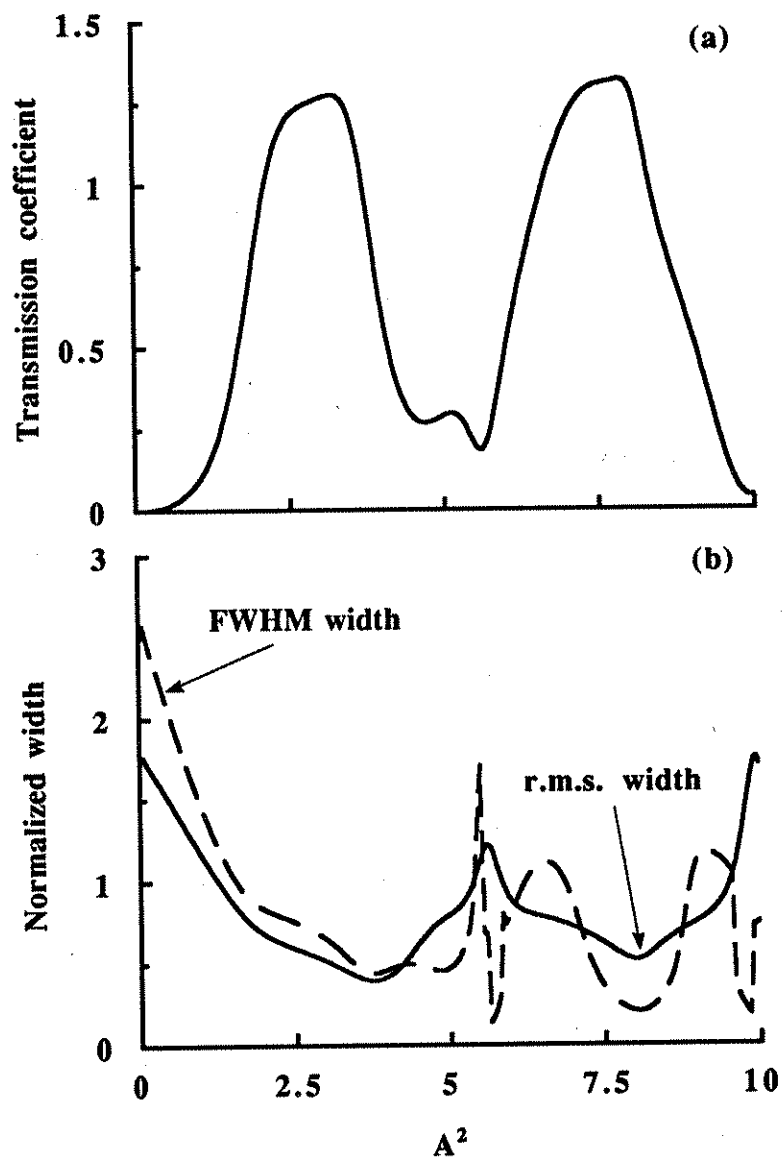 1.5
(a)
1
0.5
0
Transmission coefficient
3
(b)
FWHM width
2
r.m.s. width
1
0
Normalized width
0
2.5
5
7.5
10
A²